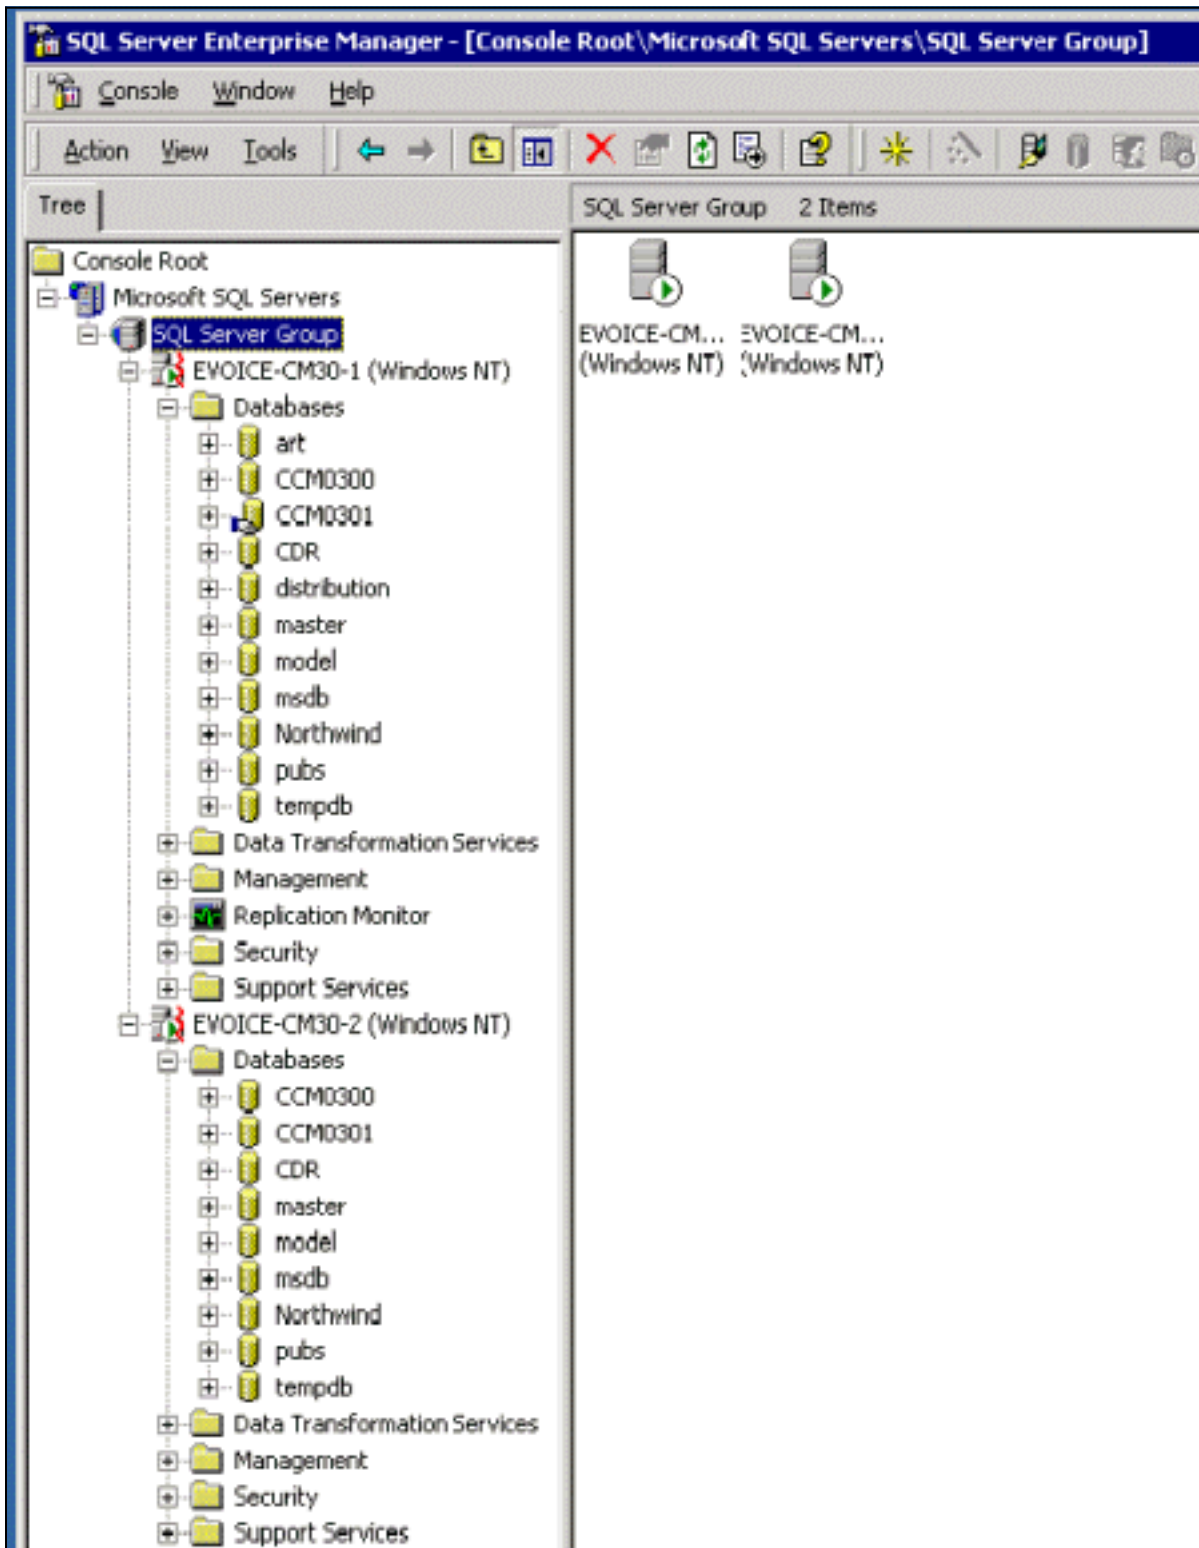 SQL Server Enterprise Manager - [Console Root\Microsoft SQL Servers\SQL Server Group]
Console Window Help
Action View Tools
Tree
SQL Server Group 2 Items
Console Root
Microsoft SQL Servers
SQL Server Group
EVOICE-CM30-1 (Windows NT)
Databases
art
CCM0300
CCM0301
CDR
distribution
master
model
msdb
Northwind
pubs
tempdb
Data Transformation Services
Management
Replication Monitor
Security
Support Services
EVOICE-CM30-2 (Windows NT)
Databases
CCM0300
CCM0301
CDR
master
model
msdb
Northwind
pubs
tempdb
Data Transformation Services
Management
Security
Support Services
EVOICE-CM... EVOICE-CM...
(Windows NT) (Windows NT)